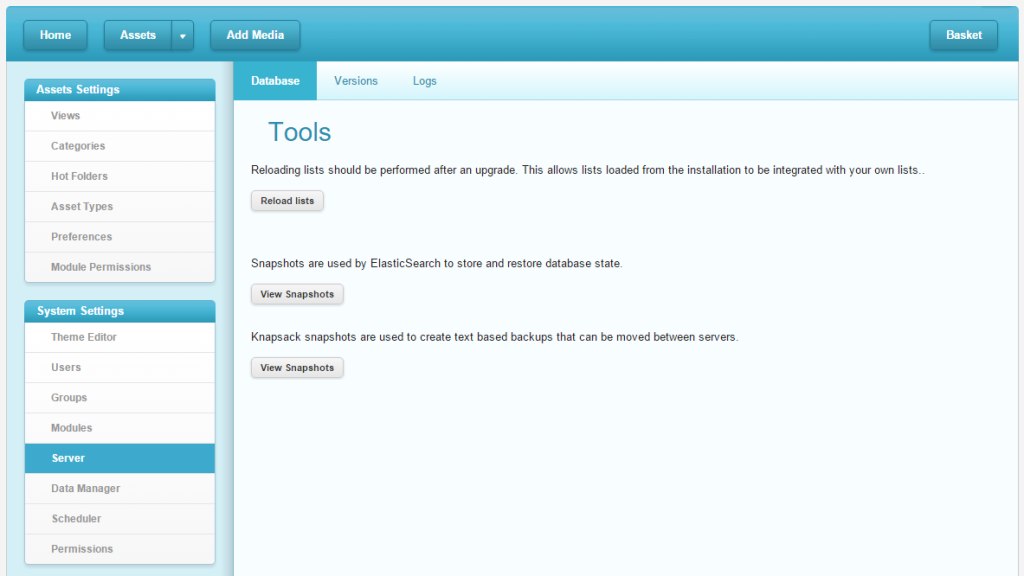 Home
Assets
Add Media
Basket
Assets Settings
Views
Categories
Hot Folders
Asset Types
Preferences
Module Permissions
System Settings
Theme Editor
Users
Groups
Modules
Server
Data Manager
Scheduler
Permissions
Database
Versions
Logs
Tools
Reloading lists should be performed after an upgrade. This allows lists loaded from the installation to be integrated with your own lists..
Reload lists
Snapshots are used by ElasticSearch to store and restore database state.
View Snapshots
Knapsack snapshots are used to create text based backups that can be moved between servers.
View Snapshots